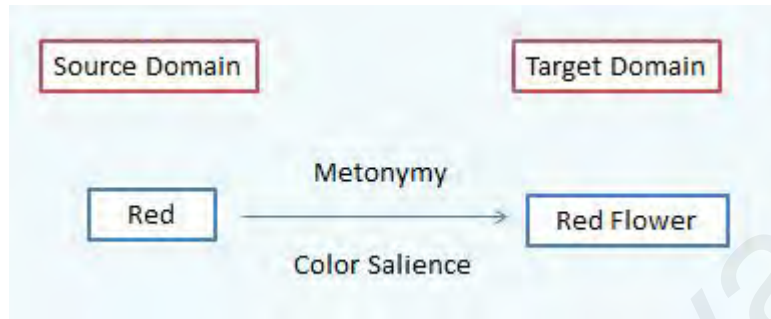 Source Domain
Target Domain
Metonymy
Red
Red Flower
Color Salience